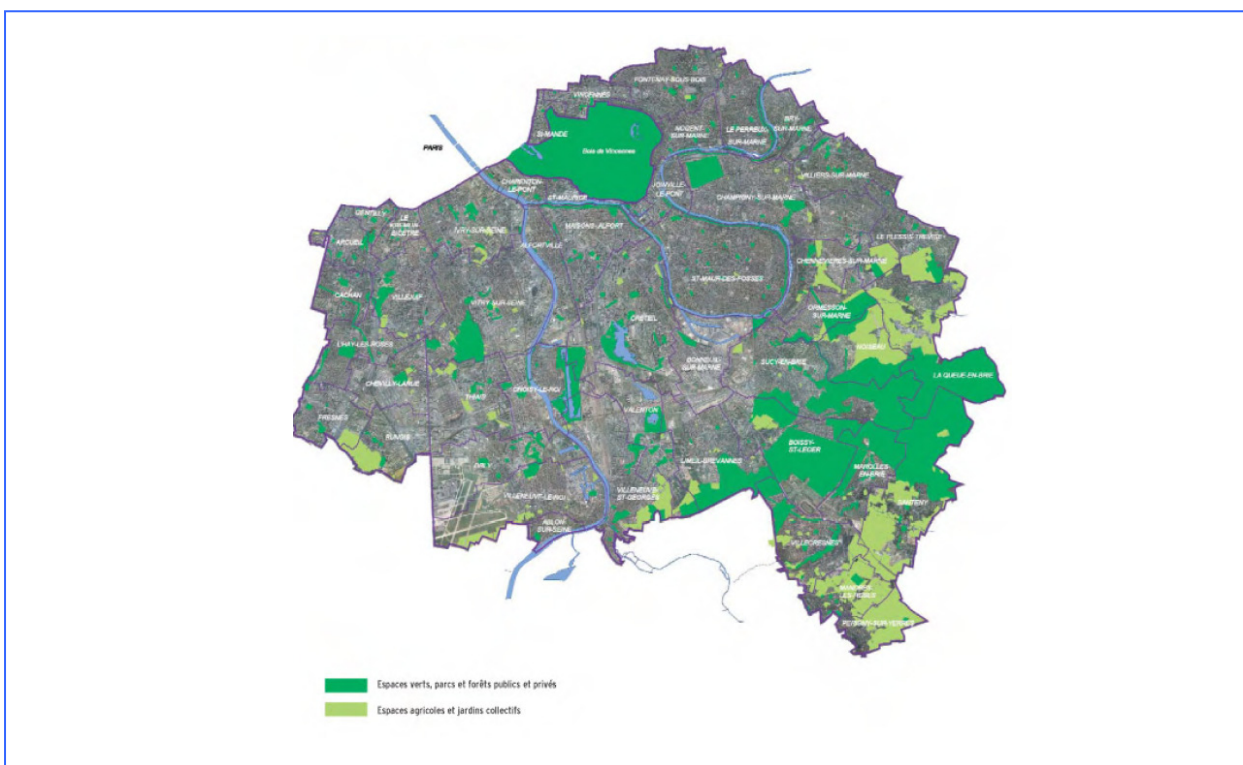 FONTENAY-SOUS-BOIS
VINCENNES
St-MANDE
NOGENT
SUR-MARNE
LE PERREUX
SUR-MARNE
BRY
SUR-MARNE
PARIS
Bois de Vincennes
VILLIERS-SUR-MARNE
CHARENTON
LE-PONT
ST-MAURICE
JOINVILLE
LE-PONT
CHAMPIGNY-SUR-MARNE
GENTILLY
LE
BICETRE
IVRY-SUR-SEINE
MAISONS-ALFORT
ALFORTVILLE
ARCUEIL
LE PLESSIS-TREVISE
CHENNEVIERES-SUR-MARNE
ST-MAUR-DES-FOSSES
CACHAN
VILLEJUIF
VITRY-SUR-SEINE
CRETEIL
ORMESSON
SUR-MARNE
NOISEAU
L'HAY-LES-ROSES
BONNEUIL
SUR-MARNE
SUCY-EN-BRIE
LA-QUEUE-EN-BRIE
CHEVILLY-LARUE
THIAIS
CHOISY-LE-ROI
VALENTON
FRESNES
RUNGIS
BOISSY
ST-LEGER
LIMEIL-BREVANNES
MAROLLES
EN-BRIE
ORLY
VILLENEUVE-LE-ROI
VILLENEUVE
ST-GEORGES
SANTENY
ABLON
SUR-SEINE
VILLECRESNES
MANDRES
LES-ROSES
PERIGNY-SUR-YERRES
Espaces verts, parcs et forêts publics et privés
Espaces agricoles et jardins collectifs